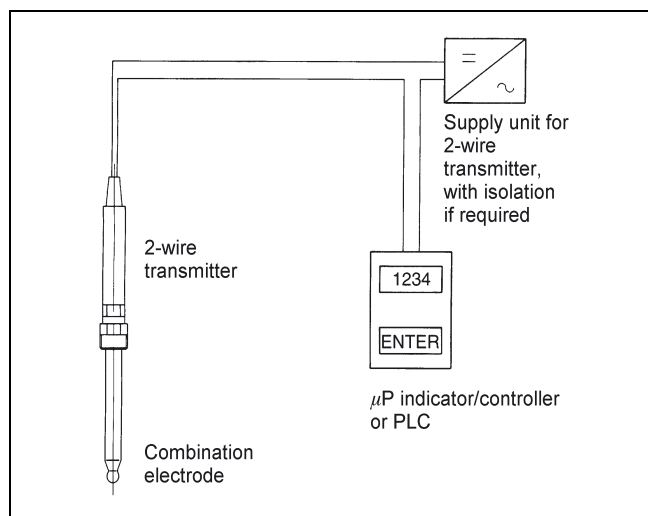 Supply unit for
2-wire
transmitter,
with isolation
if required
2-wire
transmitter
1234
ENTER
μP indicator/controller
or PLC
Combination
electrode